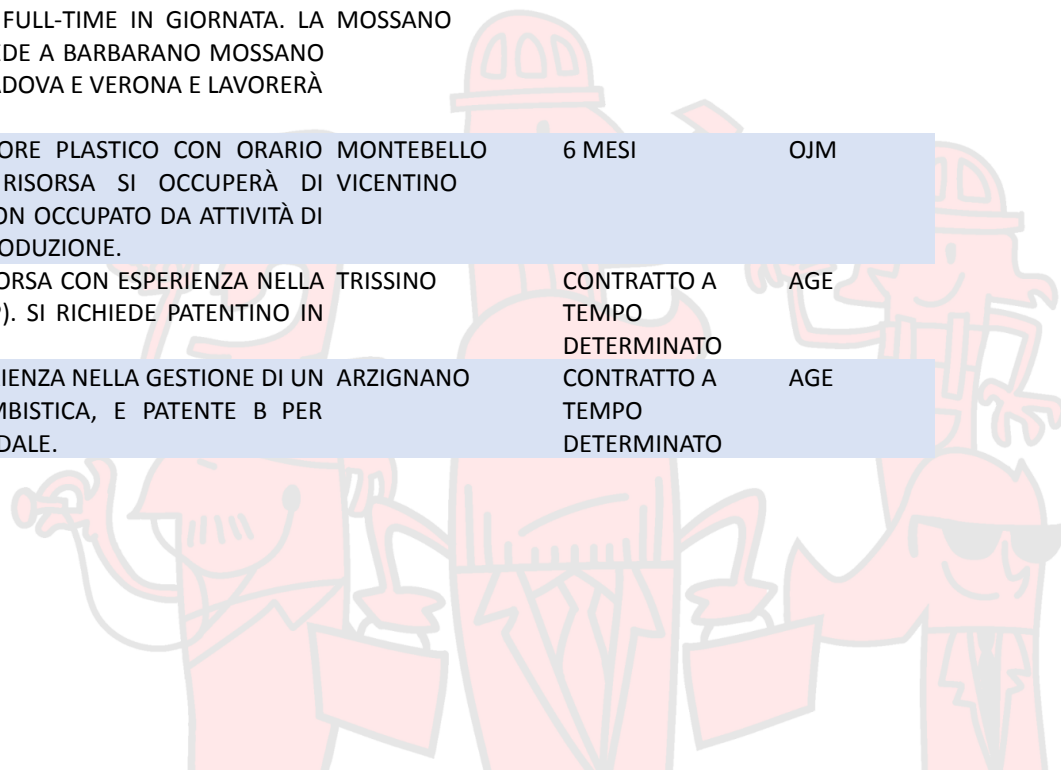 FULL-TIME IN GIORNATA. LA MOSSANO
EDE A BARBARANO MOSSANO
ADOVA E VERONA E LAVORERÀ
ORE PLASTICO CON ORARIO MONTEBELLO 6 MESI OJM
RISORSA SI OCCUPERÀ DI VICENTINO
ON OCCUPATO DA ATTIVITÀ DI
ODUZIONE.
ORSA CON ESPERIENZA NELLA TRISSINO CONTRATTO A AGE
). SI RICHIEDE PATENTINO IN TEMPO
DETERMINATO
IENZA NELLA GESTIONE DI UN ARZIGNANO CONTRATTO A AGE
MBISTICA, E PATENTE B PER TEMPO
DALE. DETERMINATO